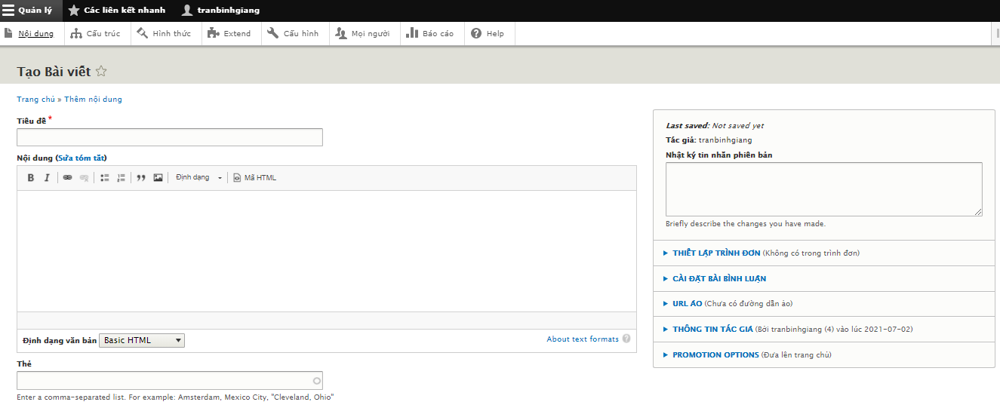 Quản lý Các liên kết nhanh tranbinhgiang
Nội dung Cấu trúc Hình thức Extend Cấu hình Mọi người Báo cáo Help
Tạo Bài viết
Trang chủ » Thêm nội dung
Tiêu đề *
Nội dung (Sửa tóm tắt)
B I Định dạng Mã HTML
Định dạng văn bản Basic HTML About text formats ?
Thẻ
Enter a comma-separated list. For example: Amsterdam, Mexico City, "Cleveland, Ohio"
Last saved: Not saved yet
Tác giả: tranbinhgiang
Nhật ký tin nhắn phiên bản
Briefly describe the changes you have made.
THIẾT LẬP TRÌNH ĐƠN (Không có trong trình đơn)
CÀI ĐẶT BÀI BÌNH LUẬN
URL ẢO (Chưa có đường dẫn ảo)
THÔNG TIN TÁC GIẢ (Bởi tranbinhgiang (4) vào lúc 2021-07-02)
PROMOTION OPTIONS (Đưa lên trang chủ)